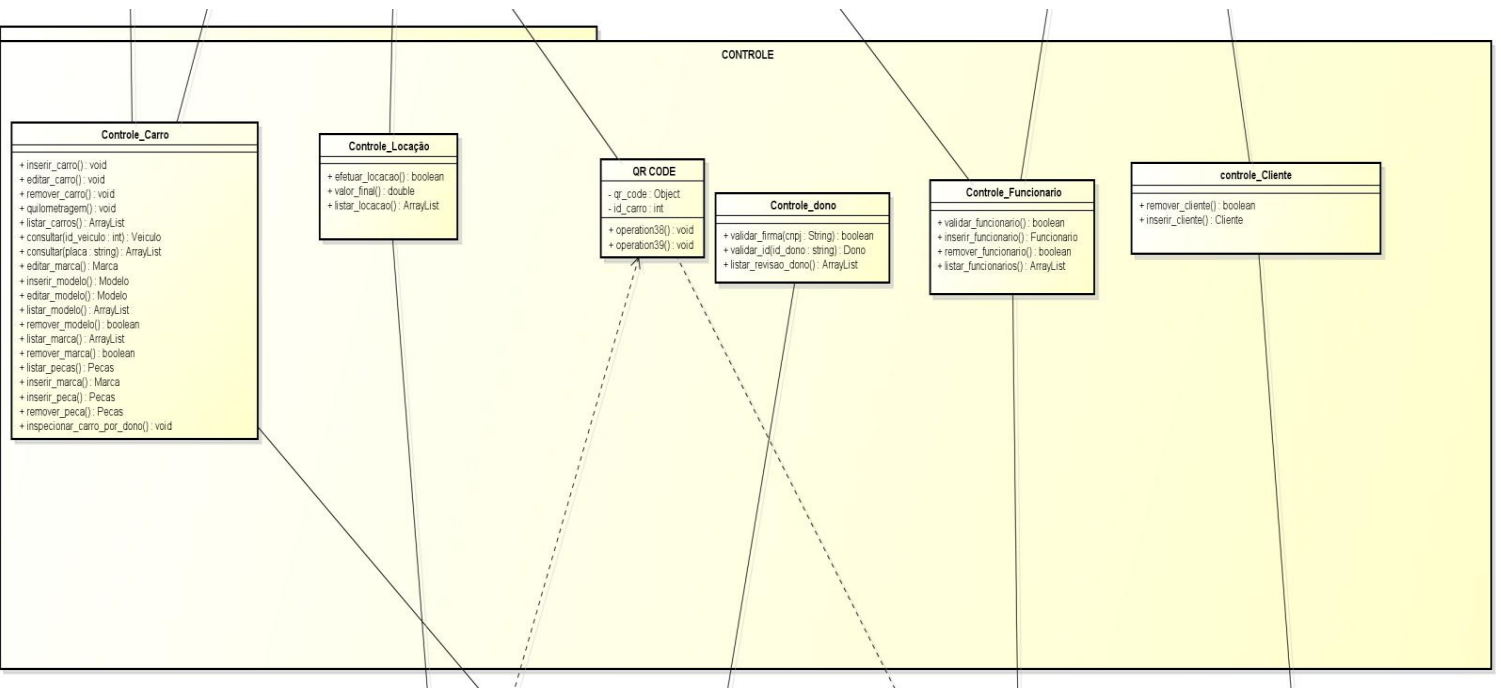 CONTROLE
Controle_Carro
+ inserir_carro() : void
+ editar_carro() : void
+ remover_carro() : void
+ quilometragem() : void
+ listar_carros() : ArrayList
+ consultar(id_veiculo : int) : Veiculo
+ consultar(placa : string) : ArrayList
+ editar_marca() : Marca
+ inserir_modelo() : Modelo
+ editar_modelo() : Modelo
+ listar_modelo() : ArrayList
+ remover_modelo() : boolean
+ listar_marca() : ArrayList
+ remover_marca() : boolean
+ listar_pecas() : Pecas
+ inserir_marca() : Marca
+ inserir_peca() : Pecas
+ remover_peca() : Pecas
+ inspecionar_carro_por_dono() : void
Controle_Locação
+ efetuar_locacao() : boolean
+ valor_final() : double
+ listar_locacao() : ArrayList
QR CODE
- qr_code : Object
- id_carro : int
+ operation38() : void
+ operation39() : void
Controle_dono
+ validar_firma(cnpj : String) : boolean
+ validar_id(id_dono : string) : Dono
+ listar_revisao_dono() : ArrayList
Controle_Funcionario
+ validar_funcionario() : boolean
+ inserir_funcionario() : Funcionario
+ remover_funcionario() : boolean
+ listar_funcionarios() : ArrayList
controle_Cliente
+ remover_cliente() : boolean
+ inserir_cliente() : Cliente